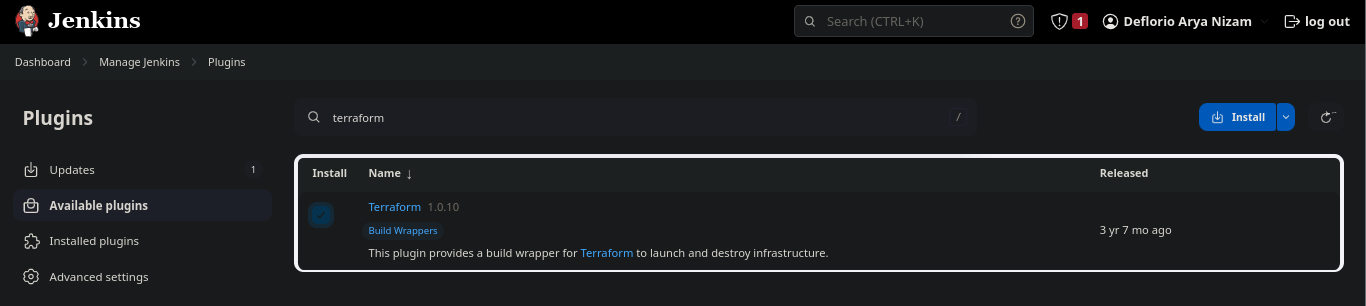 Jenkins
Search (CTRL+K)
1
Deflorio Arya Nizam
log out
Dashboard
Manage Jenkins
Plugins
Plugins
terraform
/
Install
Updates
1
Available plugins
Installed plugins
Advanced settings
Install Name ↓ Released
Terraform 1.0.10
Build Wrappers
3 yr 7 mo ago
This plugin provides a build wrapper for Terraform to launch and destroy infrastructure.